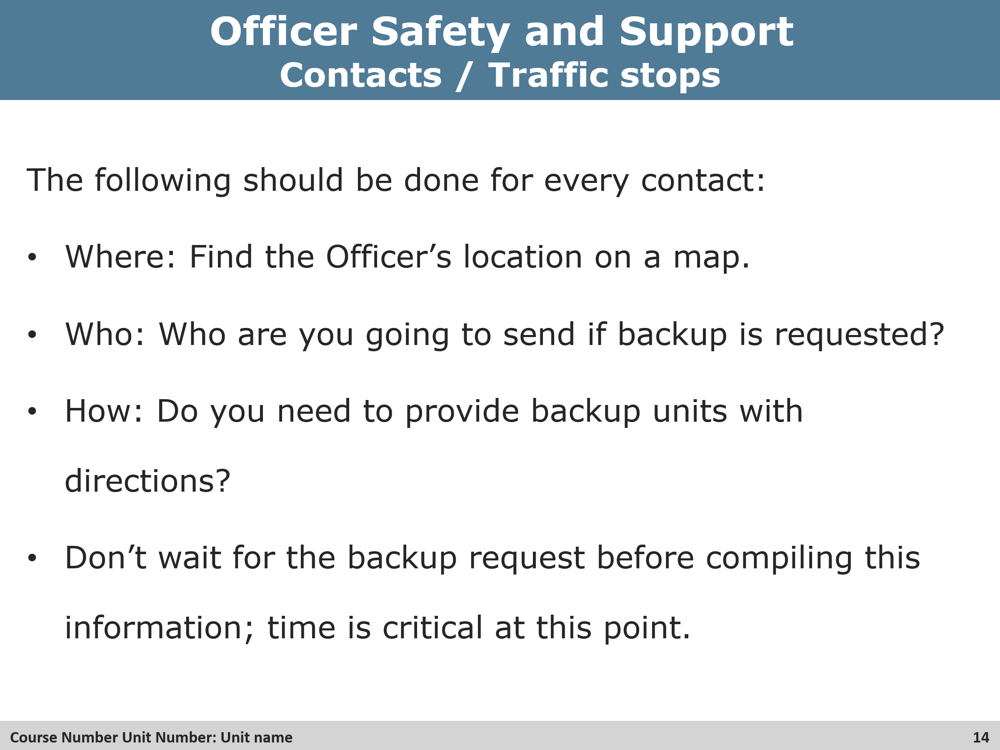 Officer Safety and Support
Contacts / Traffic stops
The following should be done for every contact:
• Where: Find the Officer’s location on a map.
• Who: Who are you going to send if backup is requested?
• How: Do you need to provide backup units with
directions?
• Don’t wait for the backup request before compiling this
information; time is critical at this point.
Course Number Unit Number: Unit name 14